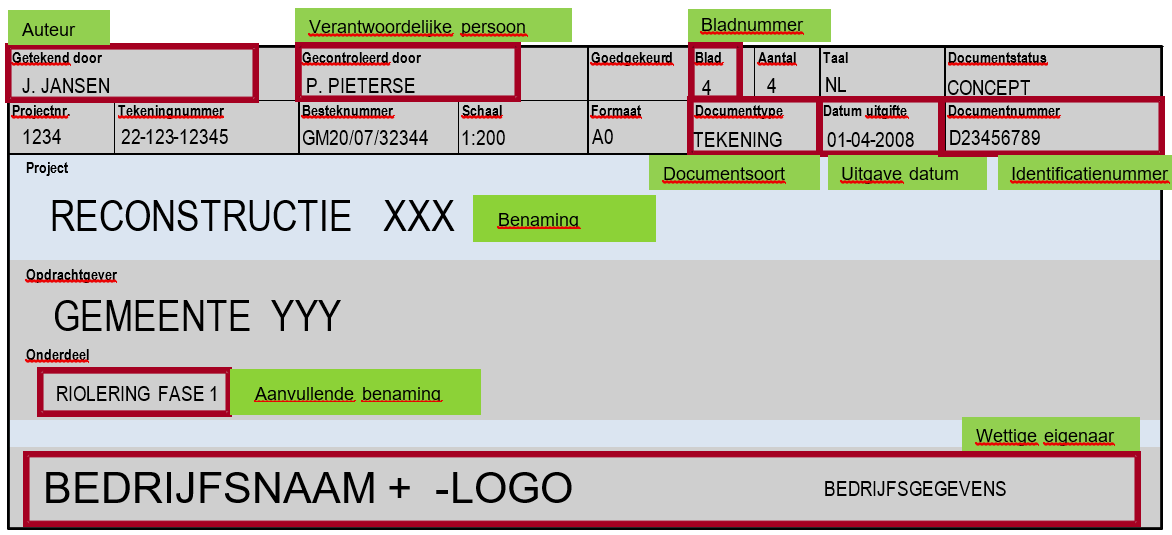 Auteur
Verantwoordelijke persoon
Bladnummer
Getekend door
Gecontroleerd door
Goedgekeurd
Blad
Aantal
Taal
Documentstatus
J. JANSEN
P. PIETERSE
4
4
NL
CONCEPT
Projectnr.
Tekeningnummer
Besteknummer
Schaal
Formaat
Documenttype
Datum uitgifte
Documentnummer
1234
22-123-12345
GM20/07/32344
1:200
A0
TEKENING
01-04-2008
D23456789
Project
Documentsoort
Uitgave datum
Identificatienummer
RECONSTRUCTIE XXX
Benaming
Opdrachtgever
GEMEENTE YYY
Onderdeel
RIOLERING FASE 1
Aanvullende benaming
Wettige eigenaar
BEDRIJFSNAAM + -LOGO
BEDRIJFSGEGEVENS